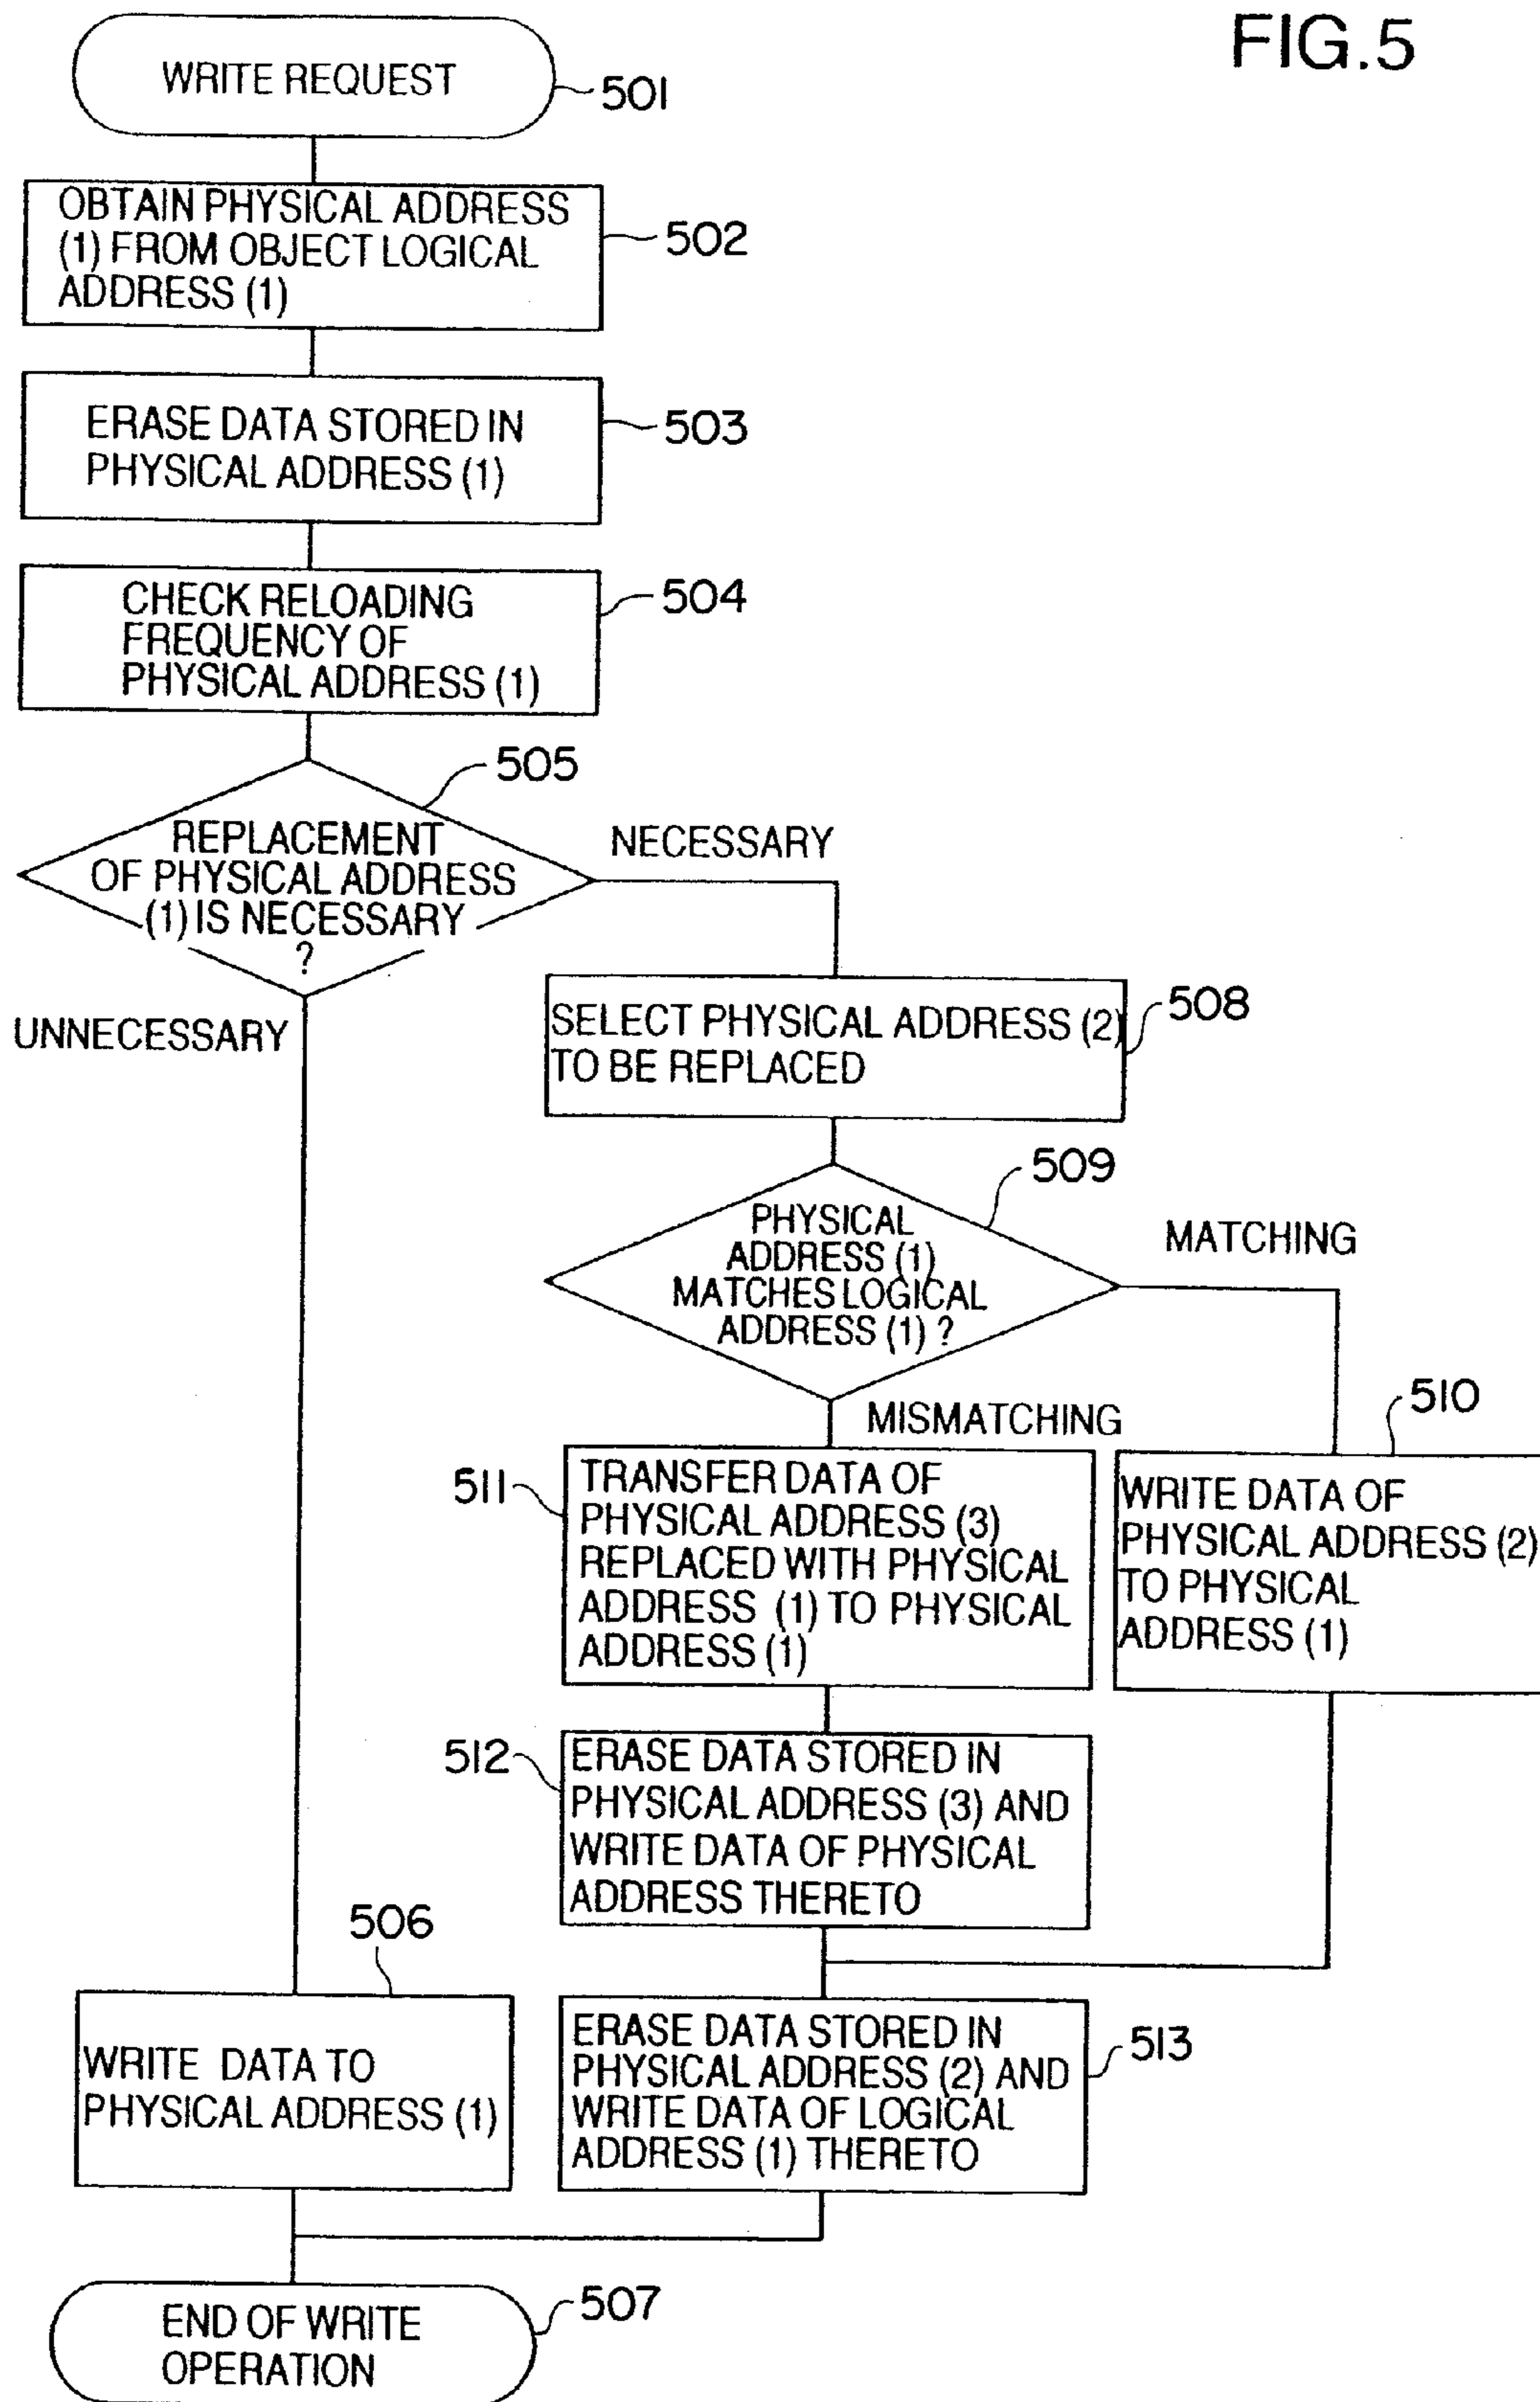 FIG.5
WRITE REQUEST
501
OBTAIN PHYSICAL ADDRESS
(1) FROM OBJECT LOGICAL
ADDRESS (1)
502
ERASE DATA STORED IN
PHYSICAL ADDRESS (1)
503
CHECK RELOADING
FREQUENCY OF
PHYSICAL ADDRESS (1)
504
505
REPLACEMENT
OF PHYSICAL ADDRESS
(1) IS NECESSARY
?
NECESSARY
UNNECESSARY
SELECT PHYSICAL ADDRESS (2)
TO BE REPLACED
508
509
PHYSICAL
ADDRESS (1)
MATCHES LOGICAL
ADDRESS (1) ?
MATCHING
MISMATCHING
510
511
TRANSFER DATA OF
PHYSICAL ADDRESS (3)
REPLACED WITH PHYSICAL
ADDRESS (1) TO PHYSICAL
ADDRESS (1)
WRITE DATA OF
PHYSICAL ADDRESS (2)
TO PHYSICAL
ADDRESS (1)
512
ERASE DATA STORED IN
PHYSICAL ADDRESS (3) AND
WRITE DATA OF PHYSICAL
ADDRESS THERETO
506
WRITE DATA TO
PHYSICAL ADDRESS (1)
ERASE DATA STORED IN
PHYSICAL ADDRESS (2) AND
WRITE DATA OF LOGICAL
ADDRESS (1) THERETO
513
END OF WRITE
OPERATION
507